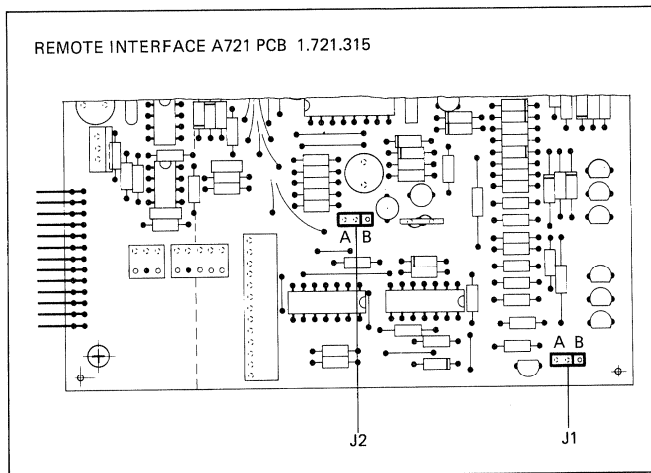 REMOTE INTERFACE A721 PCB 1.721.315
A B
A B
J2
J1